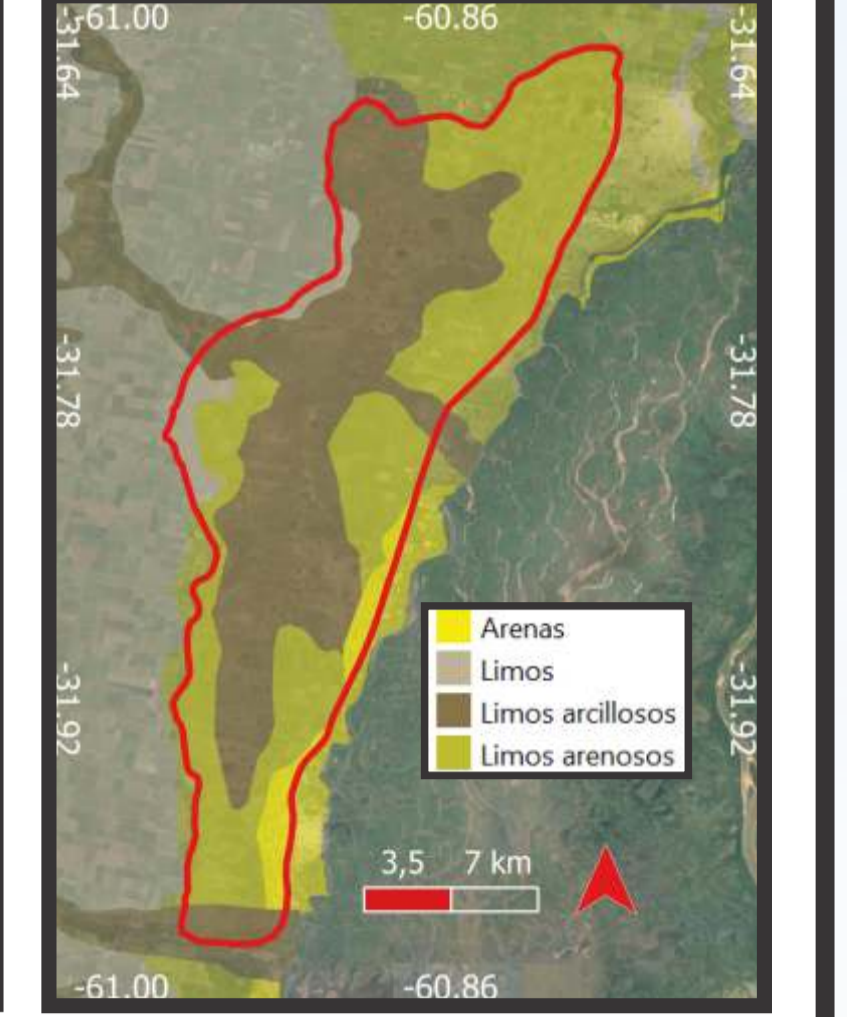 -61.00 -60.86
-31.64 -31.64
-31.78 -31.78
Arenas
Limos
Limos arcillosos
Limos arenosos
-31.92 -31.92
3,5 7 km
-61.00 -60.86